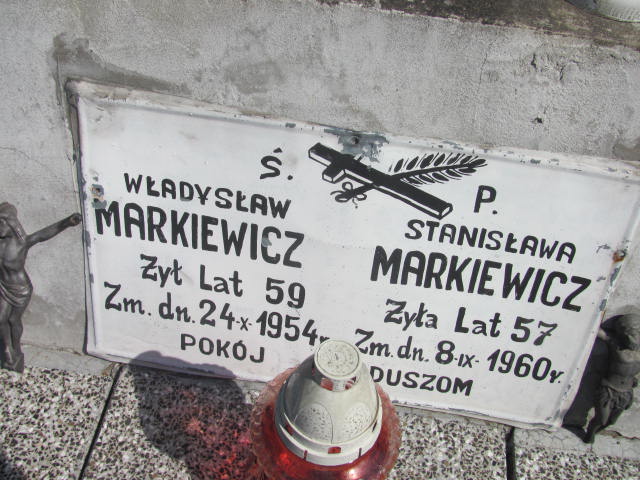 Ś. P.
WŁADYSŁAW
MARKIEWICZ
Żył Lat 59
Zm. dn. 24-x-1954r
STANISŁAWA
MARKIEWICZ
Żyła Lat 57
Zm. dn. 8-IX-1960r.
POKÓJ DUSZOM